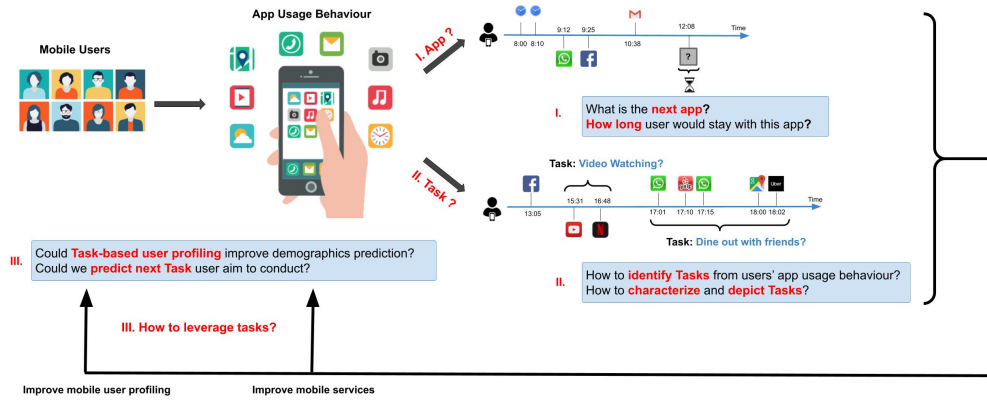 App Usage Behaviour
Mobile Users
I. App ?
8:00 8:10
9:12 9:25
10:38
12:08
Time
?
I.
What is the next app?
How long user would stay with this app?
II. Task ?
Task: Video Watching?
13:05
15:31 16:48
17:01 17:10 17:15
18:00 18:02
Uber
Time
Task: Dine out with friends?
II.
How to identify Tasks from users' app usage behaviour?
How to characterize and depict Tasks?
III.
Could Task-based user profiling improve demographics prediction?
Could we predict next Task user aim to conduct?
III. How to leverage tasks?
Improve mobile user profiling
Improve mobile services